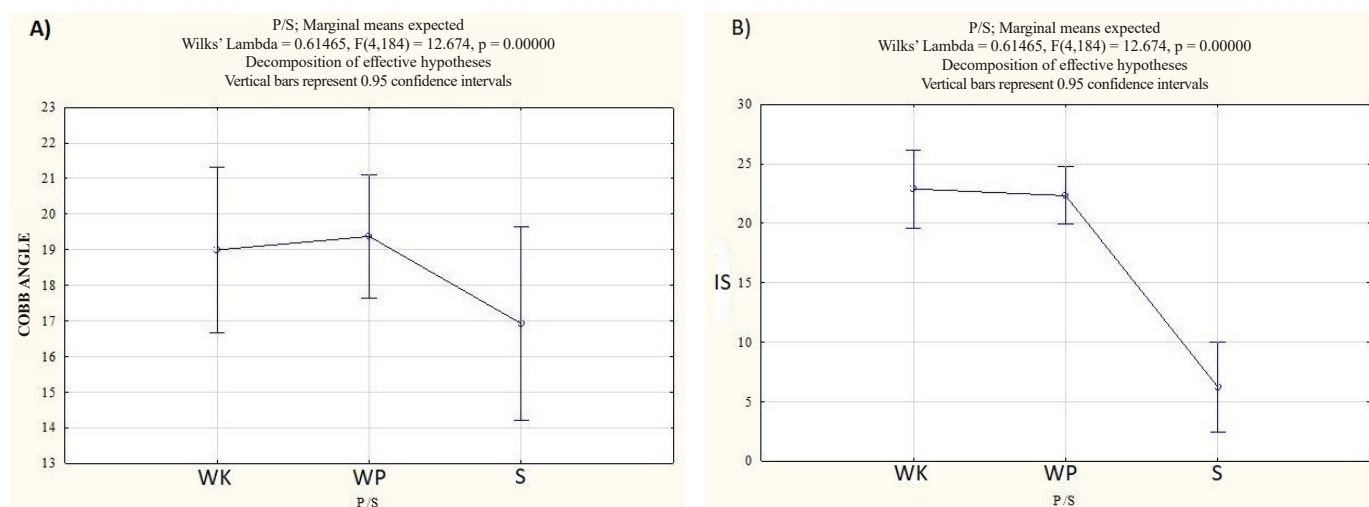 A)
P/S; Marginal means expected
Wilks' Lambda = 0.61465, F(4,184) = 12.674, p = 0.00000
Decomposition of effective hypotheses
Vertical bars represent 0.95 confidence intervals
23
22
21
20
19
18
17
16
15
14
13
COBB ANGLE
WK WP S
P/S
B)
P/S; Marginal means expected
Wilks' Lambda = 0.61465, F(4,184) = 12.674, p = 0.00000
Decomposition of effective hypotheses
Vertical bars represent 0.95 confidence intervals
30
25
20
15
10
5
0
IS
WK WP S
P/S